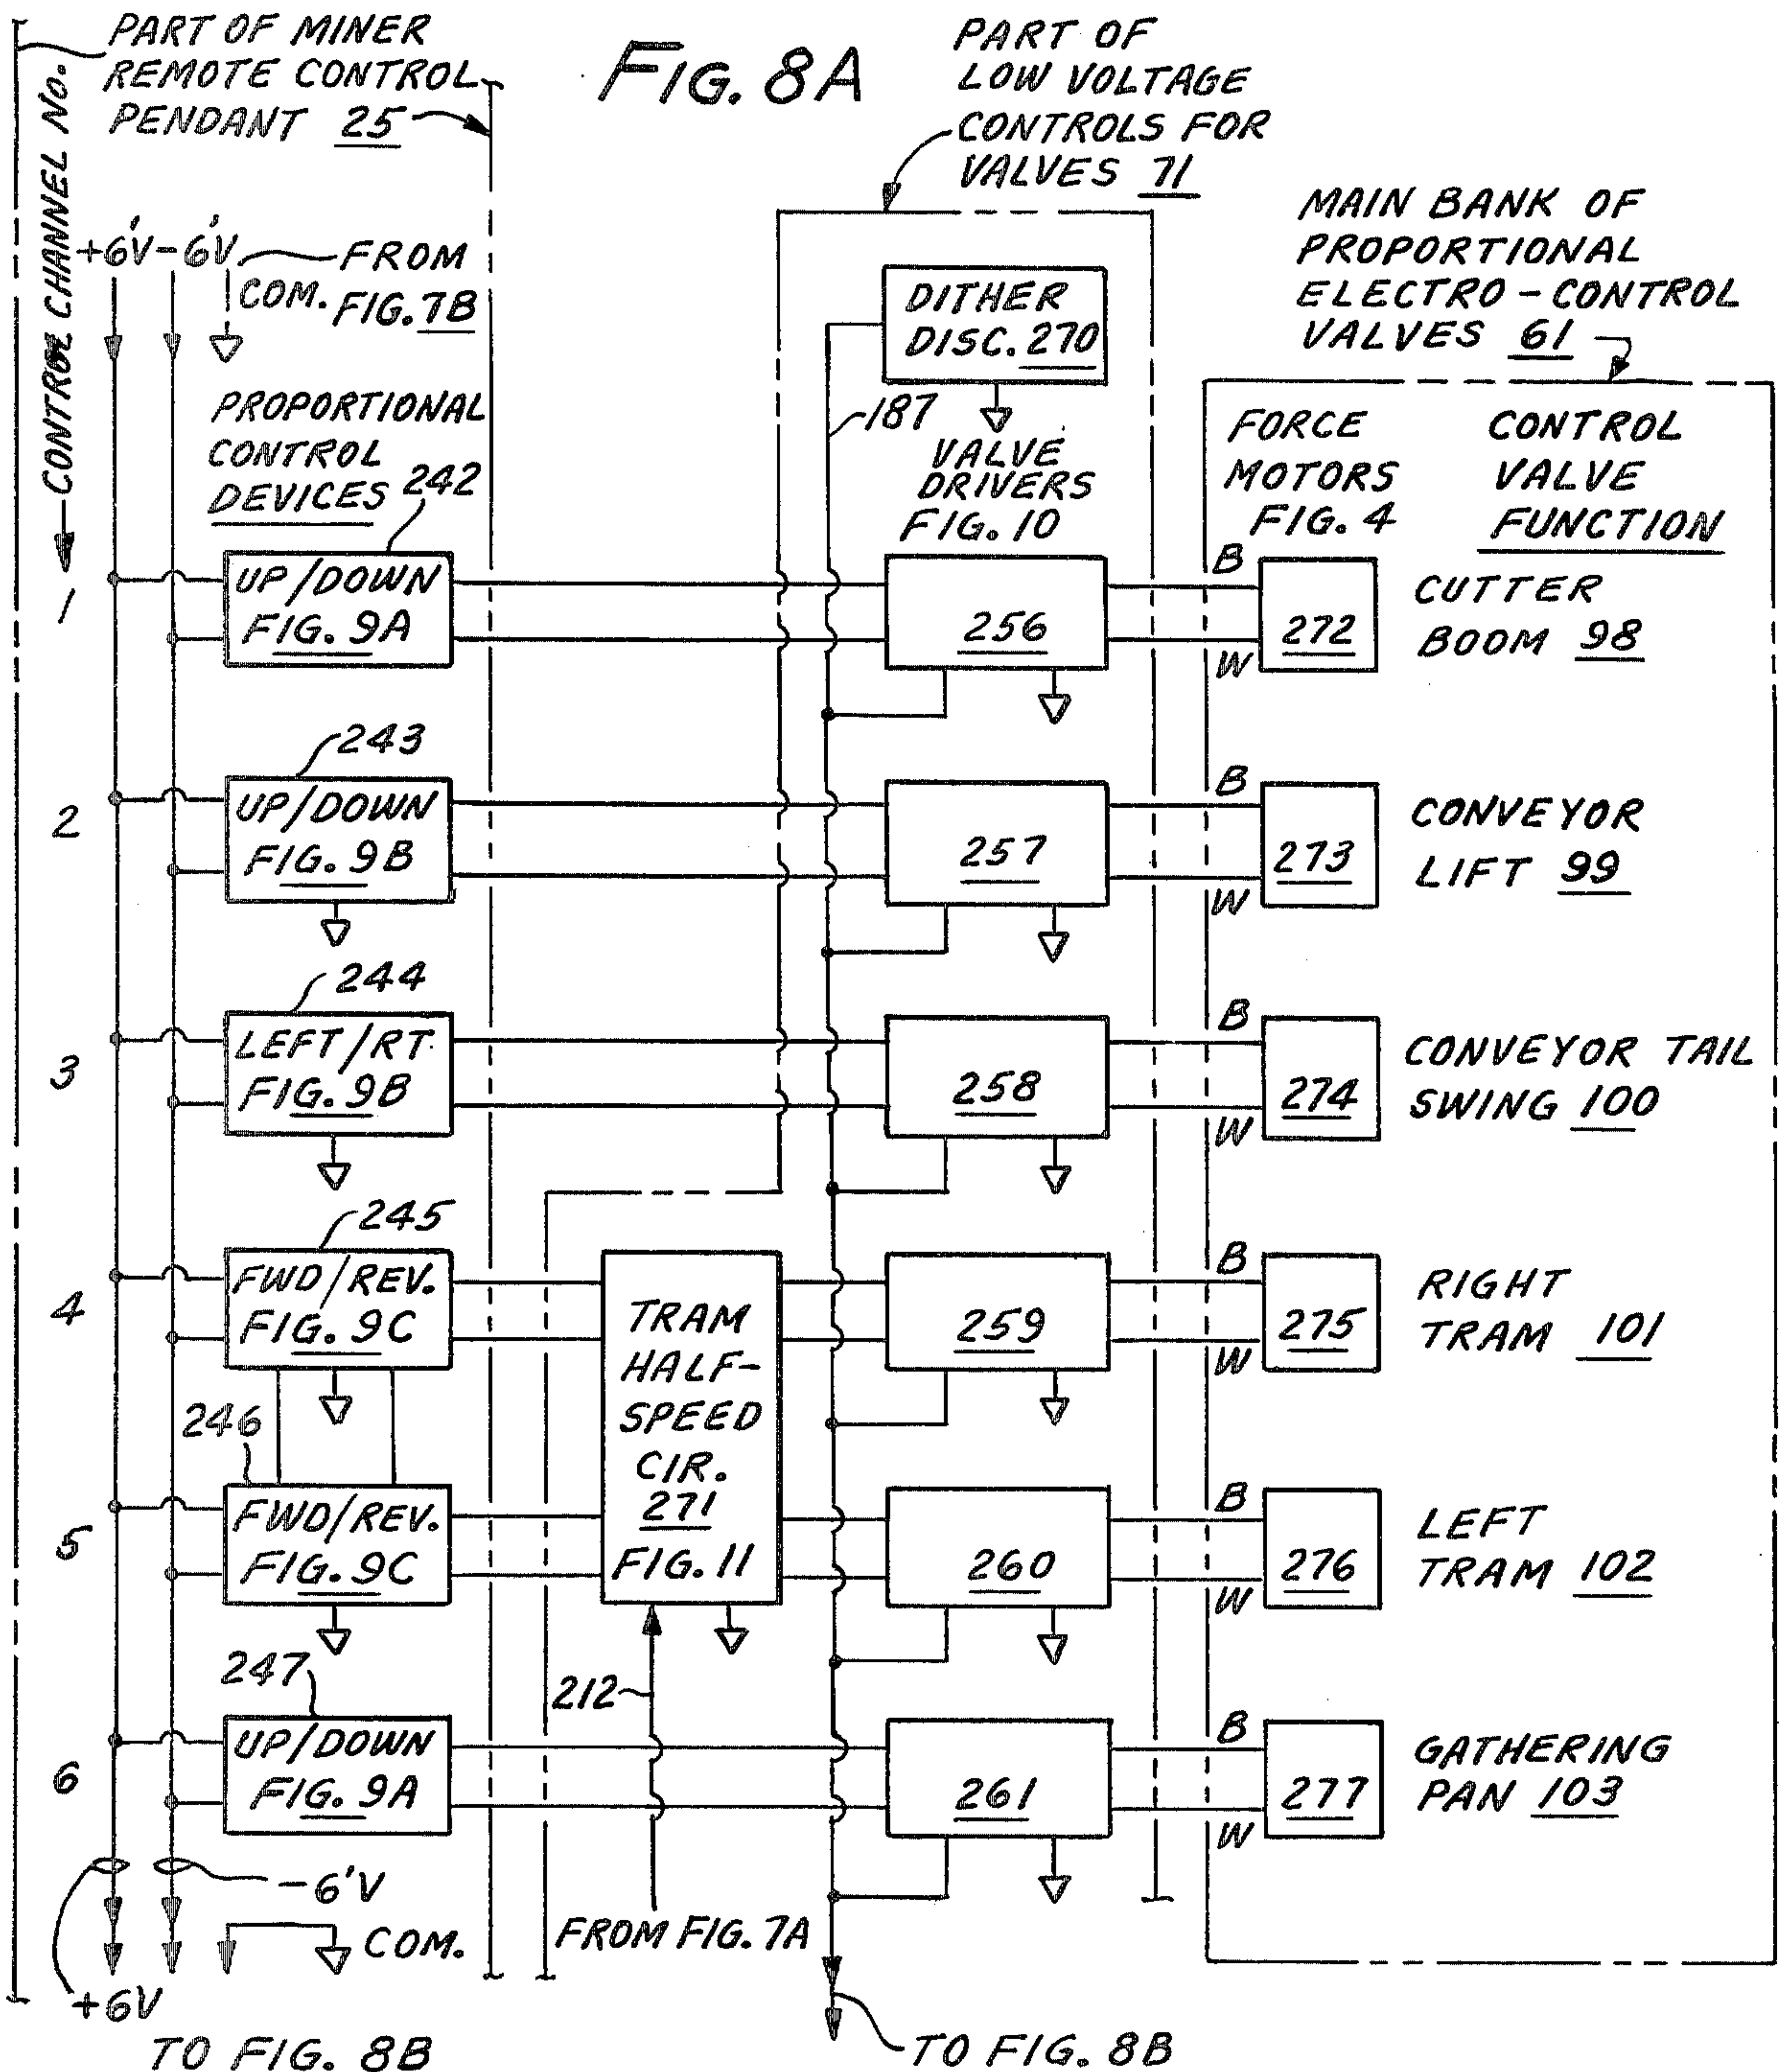 FIG. 8A
PART OF MINER
REMOTE CONTROL
PENDANT 25
CONTROL CHANNEL No.
+6'V -6'V
COM.
FROM
FIG. 7B
PROPORTIONAL
CONTROL
DEVICES
PART OF
LOW VOLTAGE
CONTROLS FOR
VALVES 71
DITHER
DISC. 270
187
VALVE
DRIVERS
FIG. 10
MAIN BANK OF
PROPORTIONAL
ELECTRO-CONTROL
VALVES 61
FORCE
MOTORS
FIG. 4
CONTROL
VALVE
FUNCTION
1
242
UP/DOWN
FIG. 9A
256
B
W
272
CUTTER
BOOM 98
2
243
UP/DOWN
FIG. 9B
257
B
W
273
CONVEYOR
LIFT 99
3
244
LEFT/RT.
FIG. 9B
258
B
W
274
CONVEYOR TAIL
SWING 100
4
245
FWD/REV.
FIG. 9C
TRAM
HALF-
SPEED
CIR.
271
FIG. 11
259
B
W
275
RIGHT
TRAM 101
5
246
FWD/REV.
FIG. 9C
260
B
W
276
LEFT
TRAM 102
6
247
UP/DOWN
FIG. 9A
212
FROM FIG. 7A
261
B
W
277
GATHERING
PAN 103
-6'V
COM.
+6V
TO FIG. 8B
TO FIG. 8B